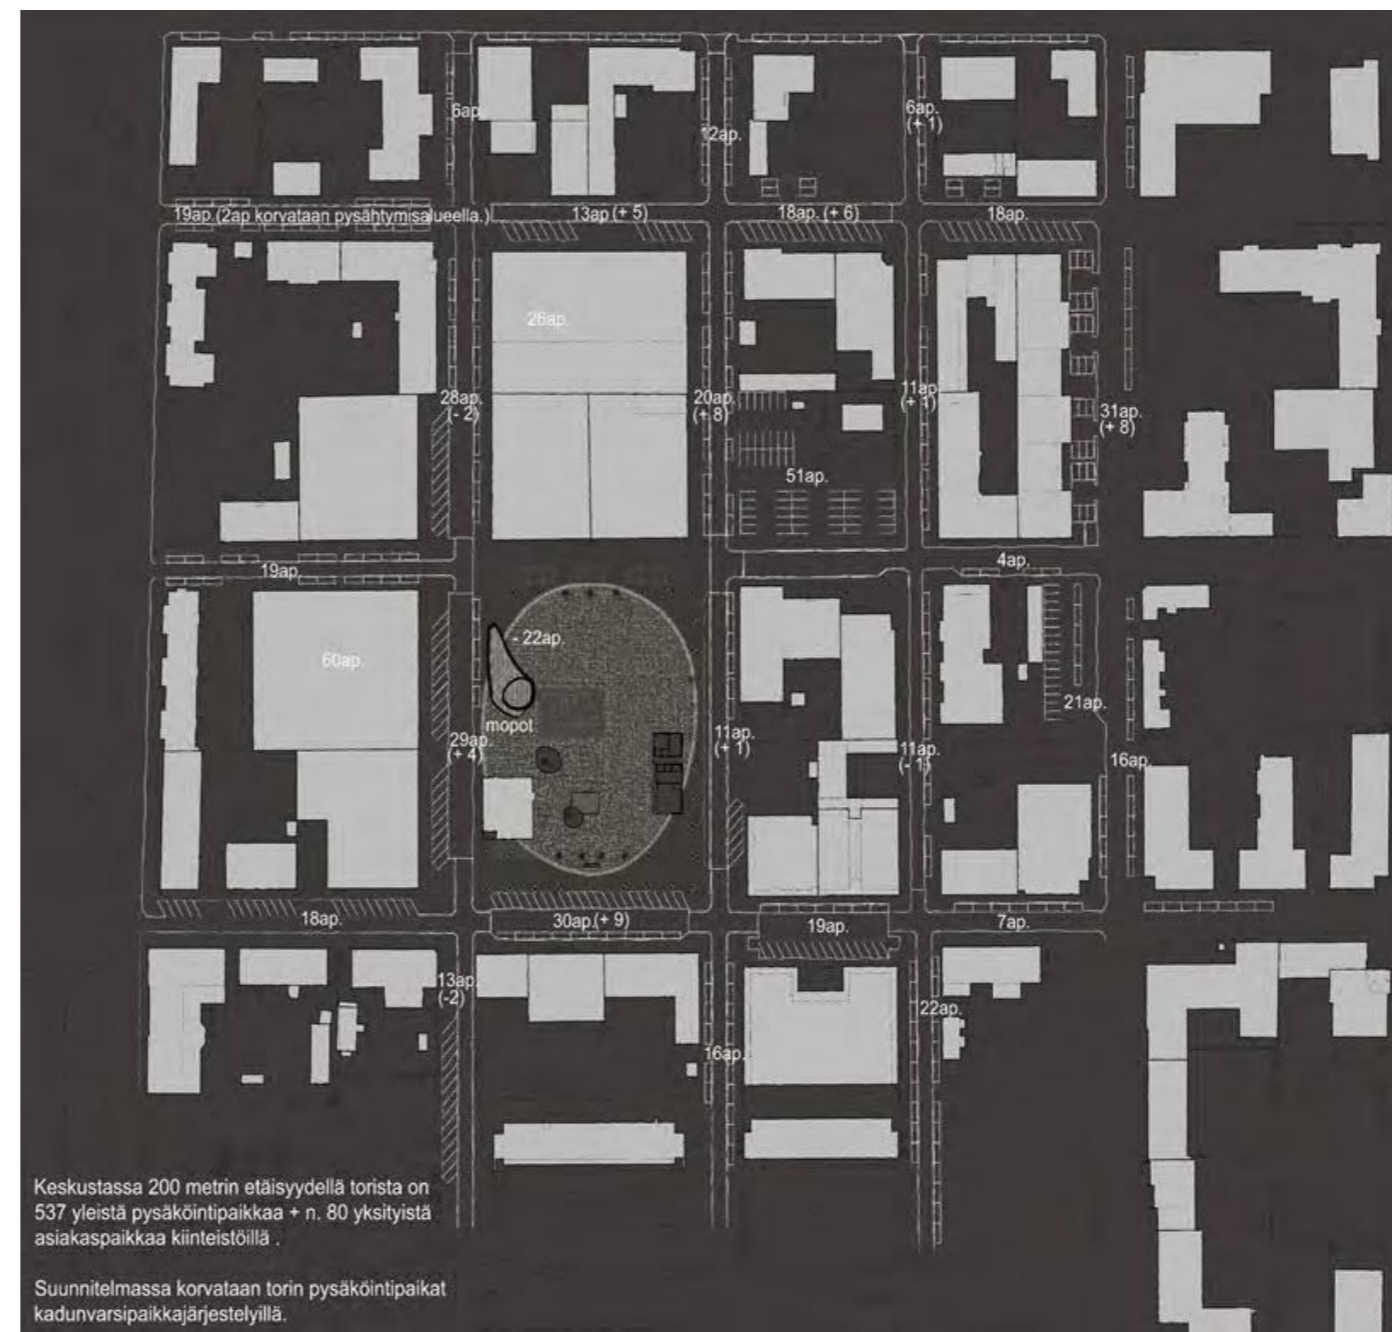 6ap.
12ap.
6ap.
(+ 1)
19ap.(2ap korvataan pysähtymisalueella.)
13ap.(+ 5)
18ap. (+ 6)
18ap.
26ap.
28ap.
(- 2)
20ap.
(+ 8)
11ap.
(+ 1)
31ap.
(+ 8)
51ap.
19ap.
4ap.
- 22ap.
60ap.
mopot
29ap.
(+ 4)
11ap.
(+ 1)
11ap.
(- 1)
21ap.
16ap.
18ap.
30ap.(+ 9)
19ap.
7ap.
13ap.
(-2)
22ap.
16ap.
Keskustassa 200 metrin etäisyydellä torista on
537 yleistä pysäköintipaikkaa + n. 80 yksityistä
asiakaspaikkaa kiinteistöillä .
Suunnitelmassa korvataan torin pysäköintipaikat
kadunvarsipaikkajärjestelyillä.